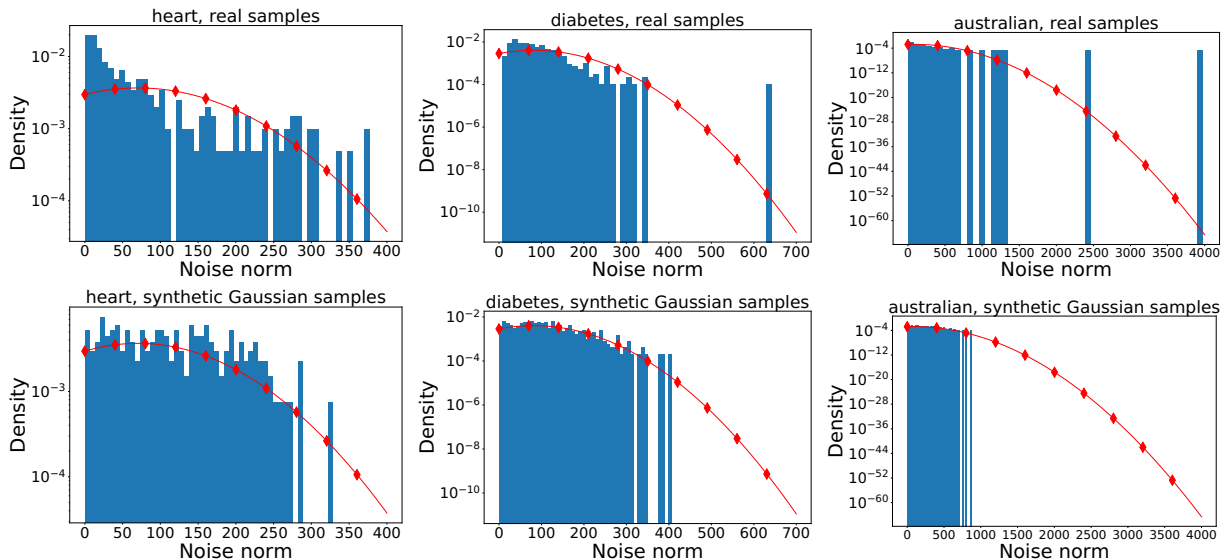 heart, real samples
10⁻²
10⁻³
10⁻⁴
Density
0 50 100 150 200 250 300 350 400
Noise norm
diabetes, real samples
10⁻²
10⁻⁴
10⁻⁶
10⁻⁸
10⁻¹⁰
Density
0 100 200 300 400 500 600 700
Noise norm
australian, real samples
10⁻⁴
10⁻¹²
10⁻²⁰
10⁻²⁸
10⁻³⁶
10⁻⁴⁴
10⁻⁵²
10⁻⁶⁰
Density
0 500 1000 1500 2000 2500 3000 3500 4000
Noise norm
heart, synthetic Gaussian samples
10⁻³
10⁻⁴
Density
0 50 100 150 200 250 300 350 400
Noise norm
diabetes, synthetic Gaussian samples
10⁻²
10⁻⁴
10⁻⁶
10⁻⁸
10⁻¹⁰
Density
0 100 200 300 400 500 600 700
Noise norm
australian, synthetic Gaussian samples
10⁻⁴
10⁻¹²
10⁻²⁰
10⁻²⁸
10⁻³⁶
10⁻⁴⁴
10⁻⁵²
10⁻⁶⁰
Density
0 500 1000 1500 2000 2500 3000 3500 4000
Noise norm